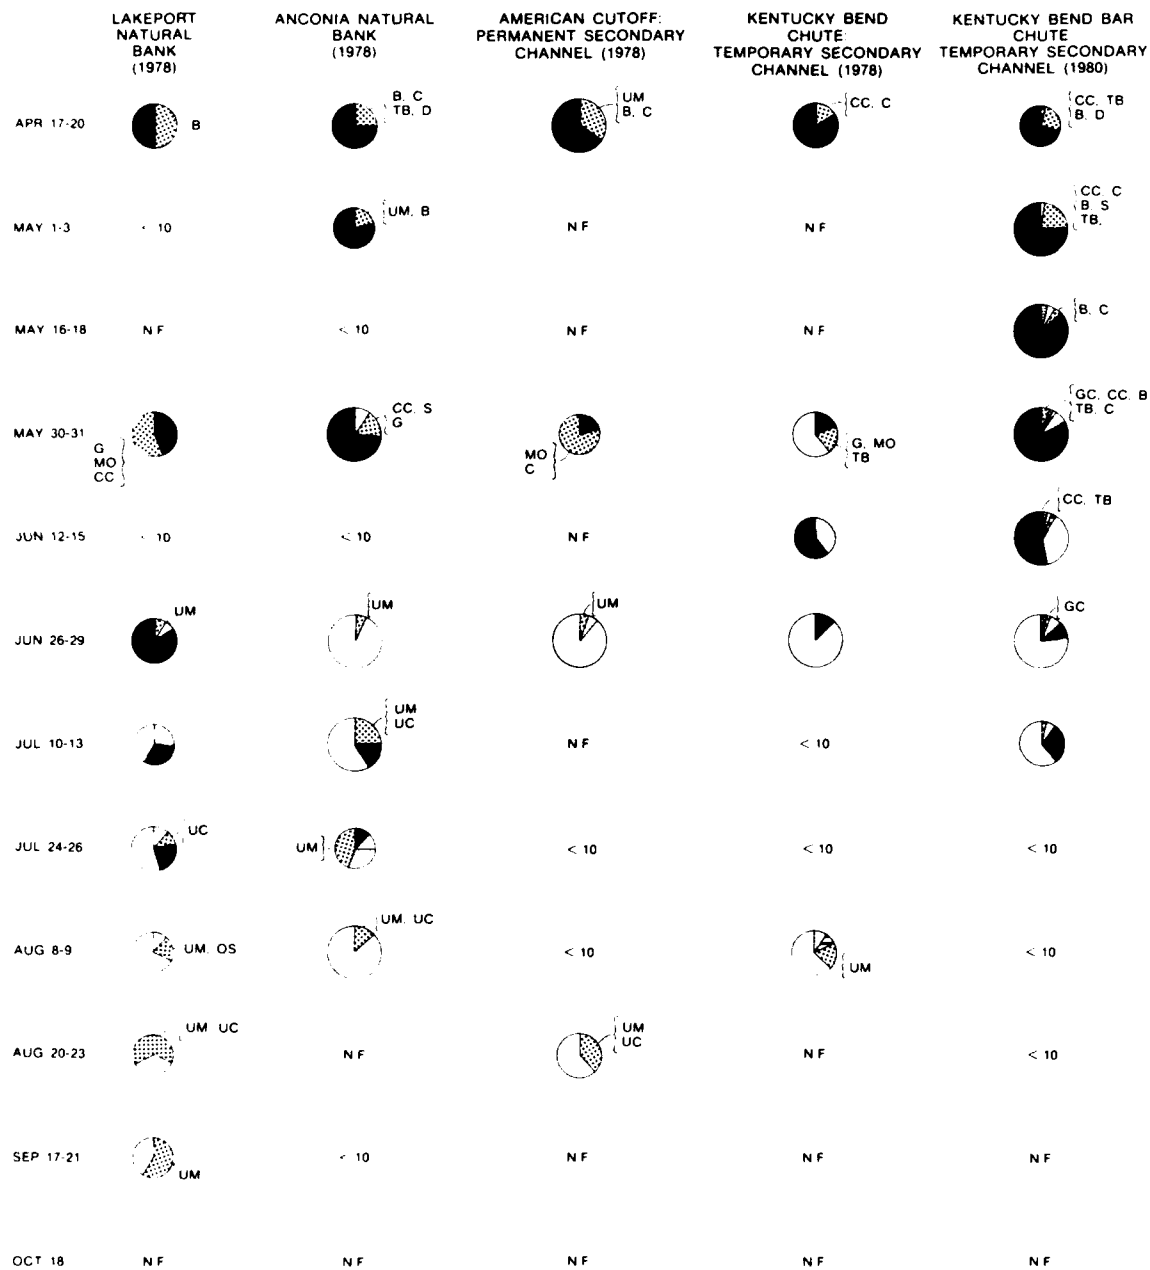 LAKEPORT
NATURAL
BANK
(1978)
ANCONIA NATURAL
BANK
(1978)
AMERICAN CUTOFF:
PERMANENT SECONDARY
CHANNEL (1978)
KENTUCKY BEND
CHUTE:
TEMPORARY SECONDARY
CHANNEL (1978)
KENTUCKY BEND BAR
CHUTE
TEMPORARY SECONDARY
CHANNEL (1980)
APR 17-20
B
B, C
TB, D
UM
B, C
CC, C
CC, TB
B, D
MAY 1-3
< 10
UM, B
NF
NF
CC, C
B, S
TB,
MAY 16-18
NF
< 10
NF
NF
B, C
MAY 30-31
G
MO
CC
CC, S
G
MO
C
G, MO
TB
GC, CC, B
TB, C
JUN 12-15
< 10
< 10
NF
CC, TB
JUN 26-29
UM
UM
UM
GC
JUL 10-13
UM
UC
NF
< 10
JUL 24-26
UC
UM
< 10
< 10
< 10
AUG 8-9
UM, OS
UM, UC
< 10
UM
< 10
AUG 20-23
UM UC
NF
UM
UC
NF
< 10
SEP 17-21
UM
< 10
NF
NF
NF
OCT 18
NF
NF
NF
NF
NF